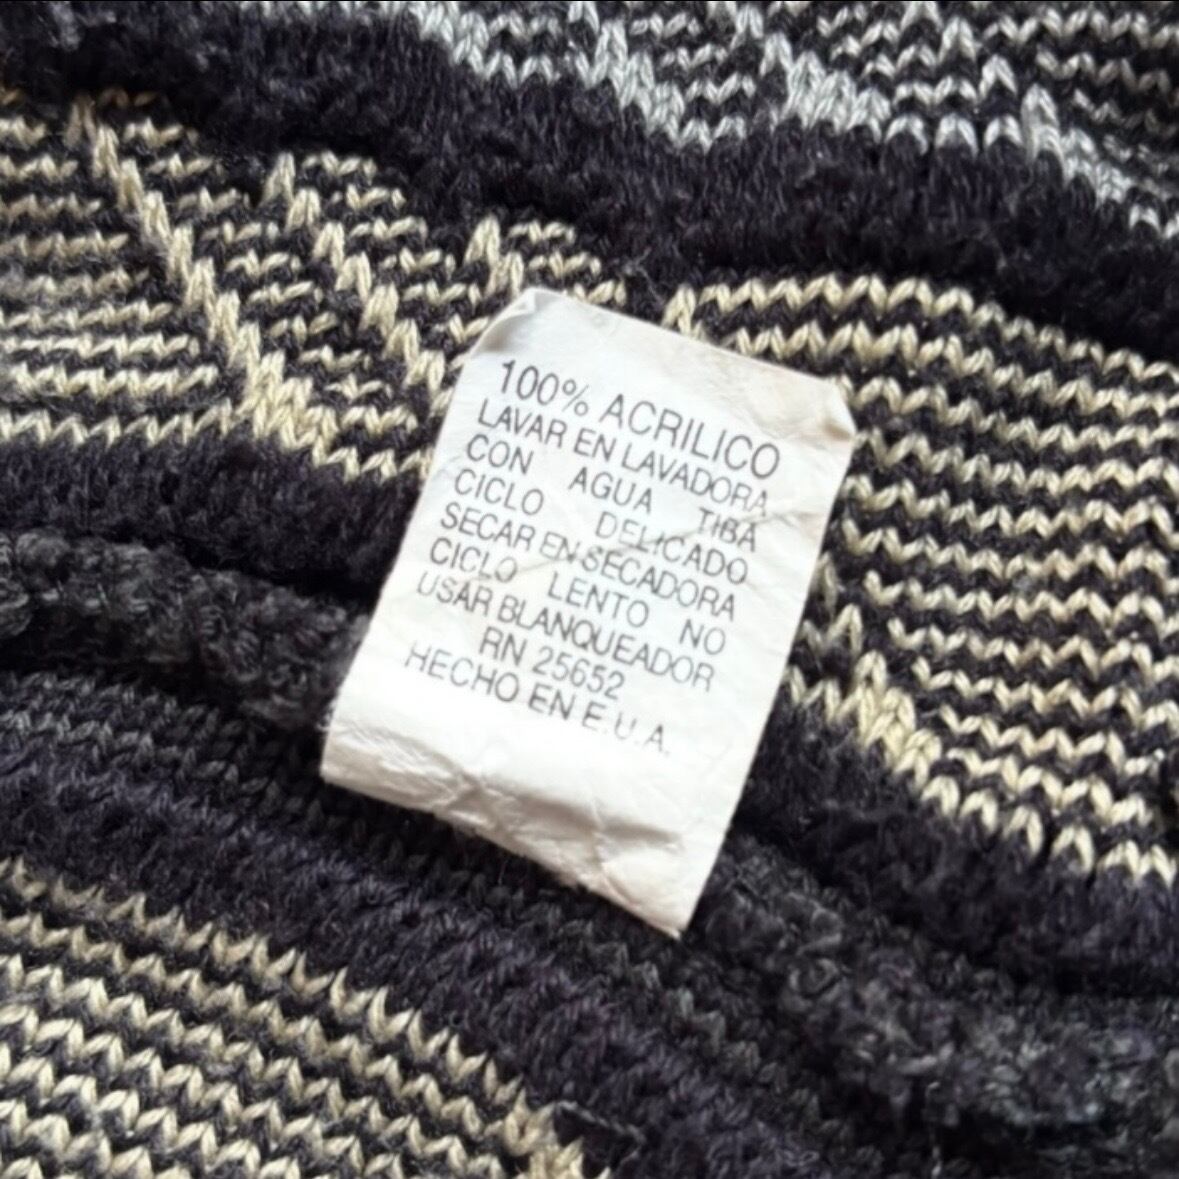 100% ACRILICO
LAVAR EN LAVADORA
CON AGUA TIBA
CICLO DELICADO
SECAR EN SECADORA
CICLO LENTO NO
USAR BLANQUEADOR
RN 25652
HECHO EN E.U.A.